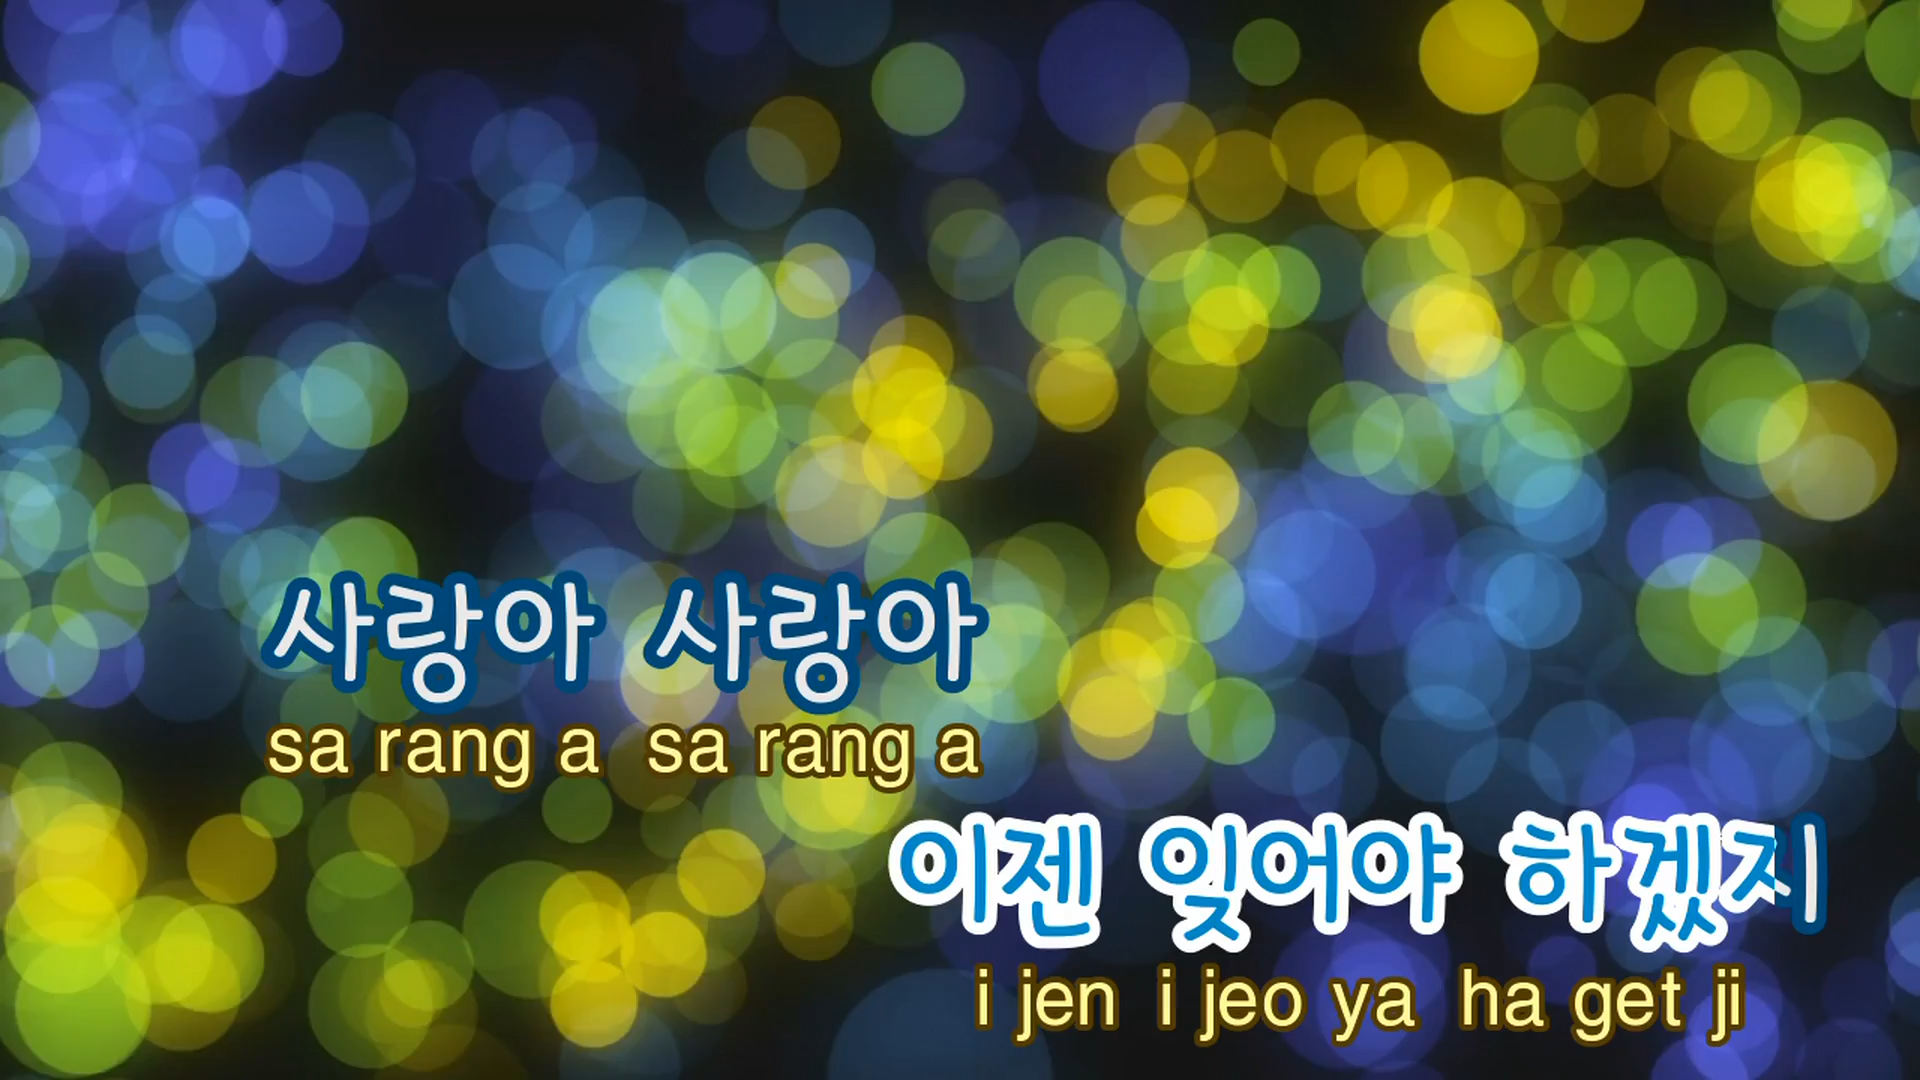 사랑아 사랑아
sa rang a sa rang a
이젠 잊어야 하겠지
i jen i jeo ya ha get ji